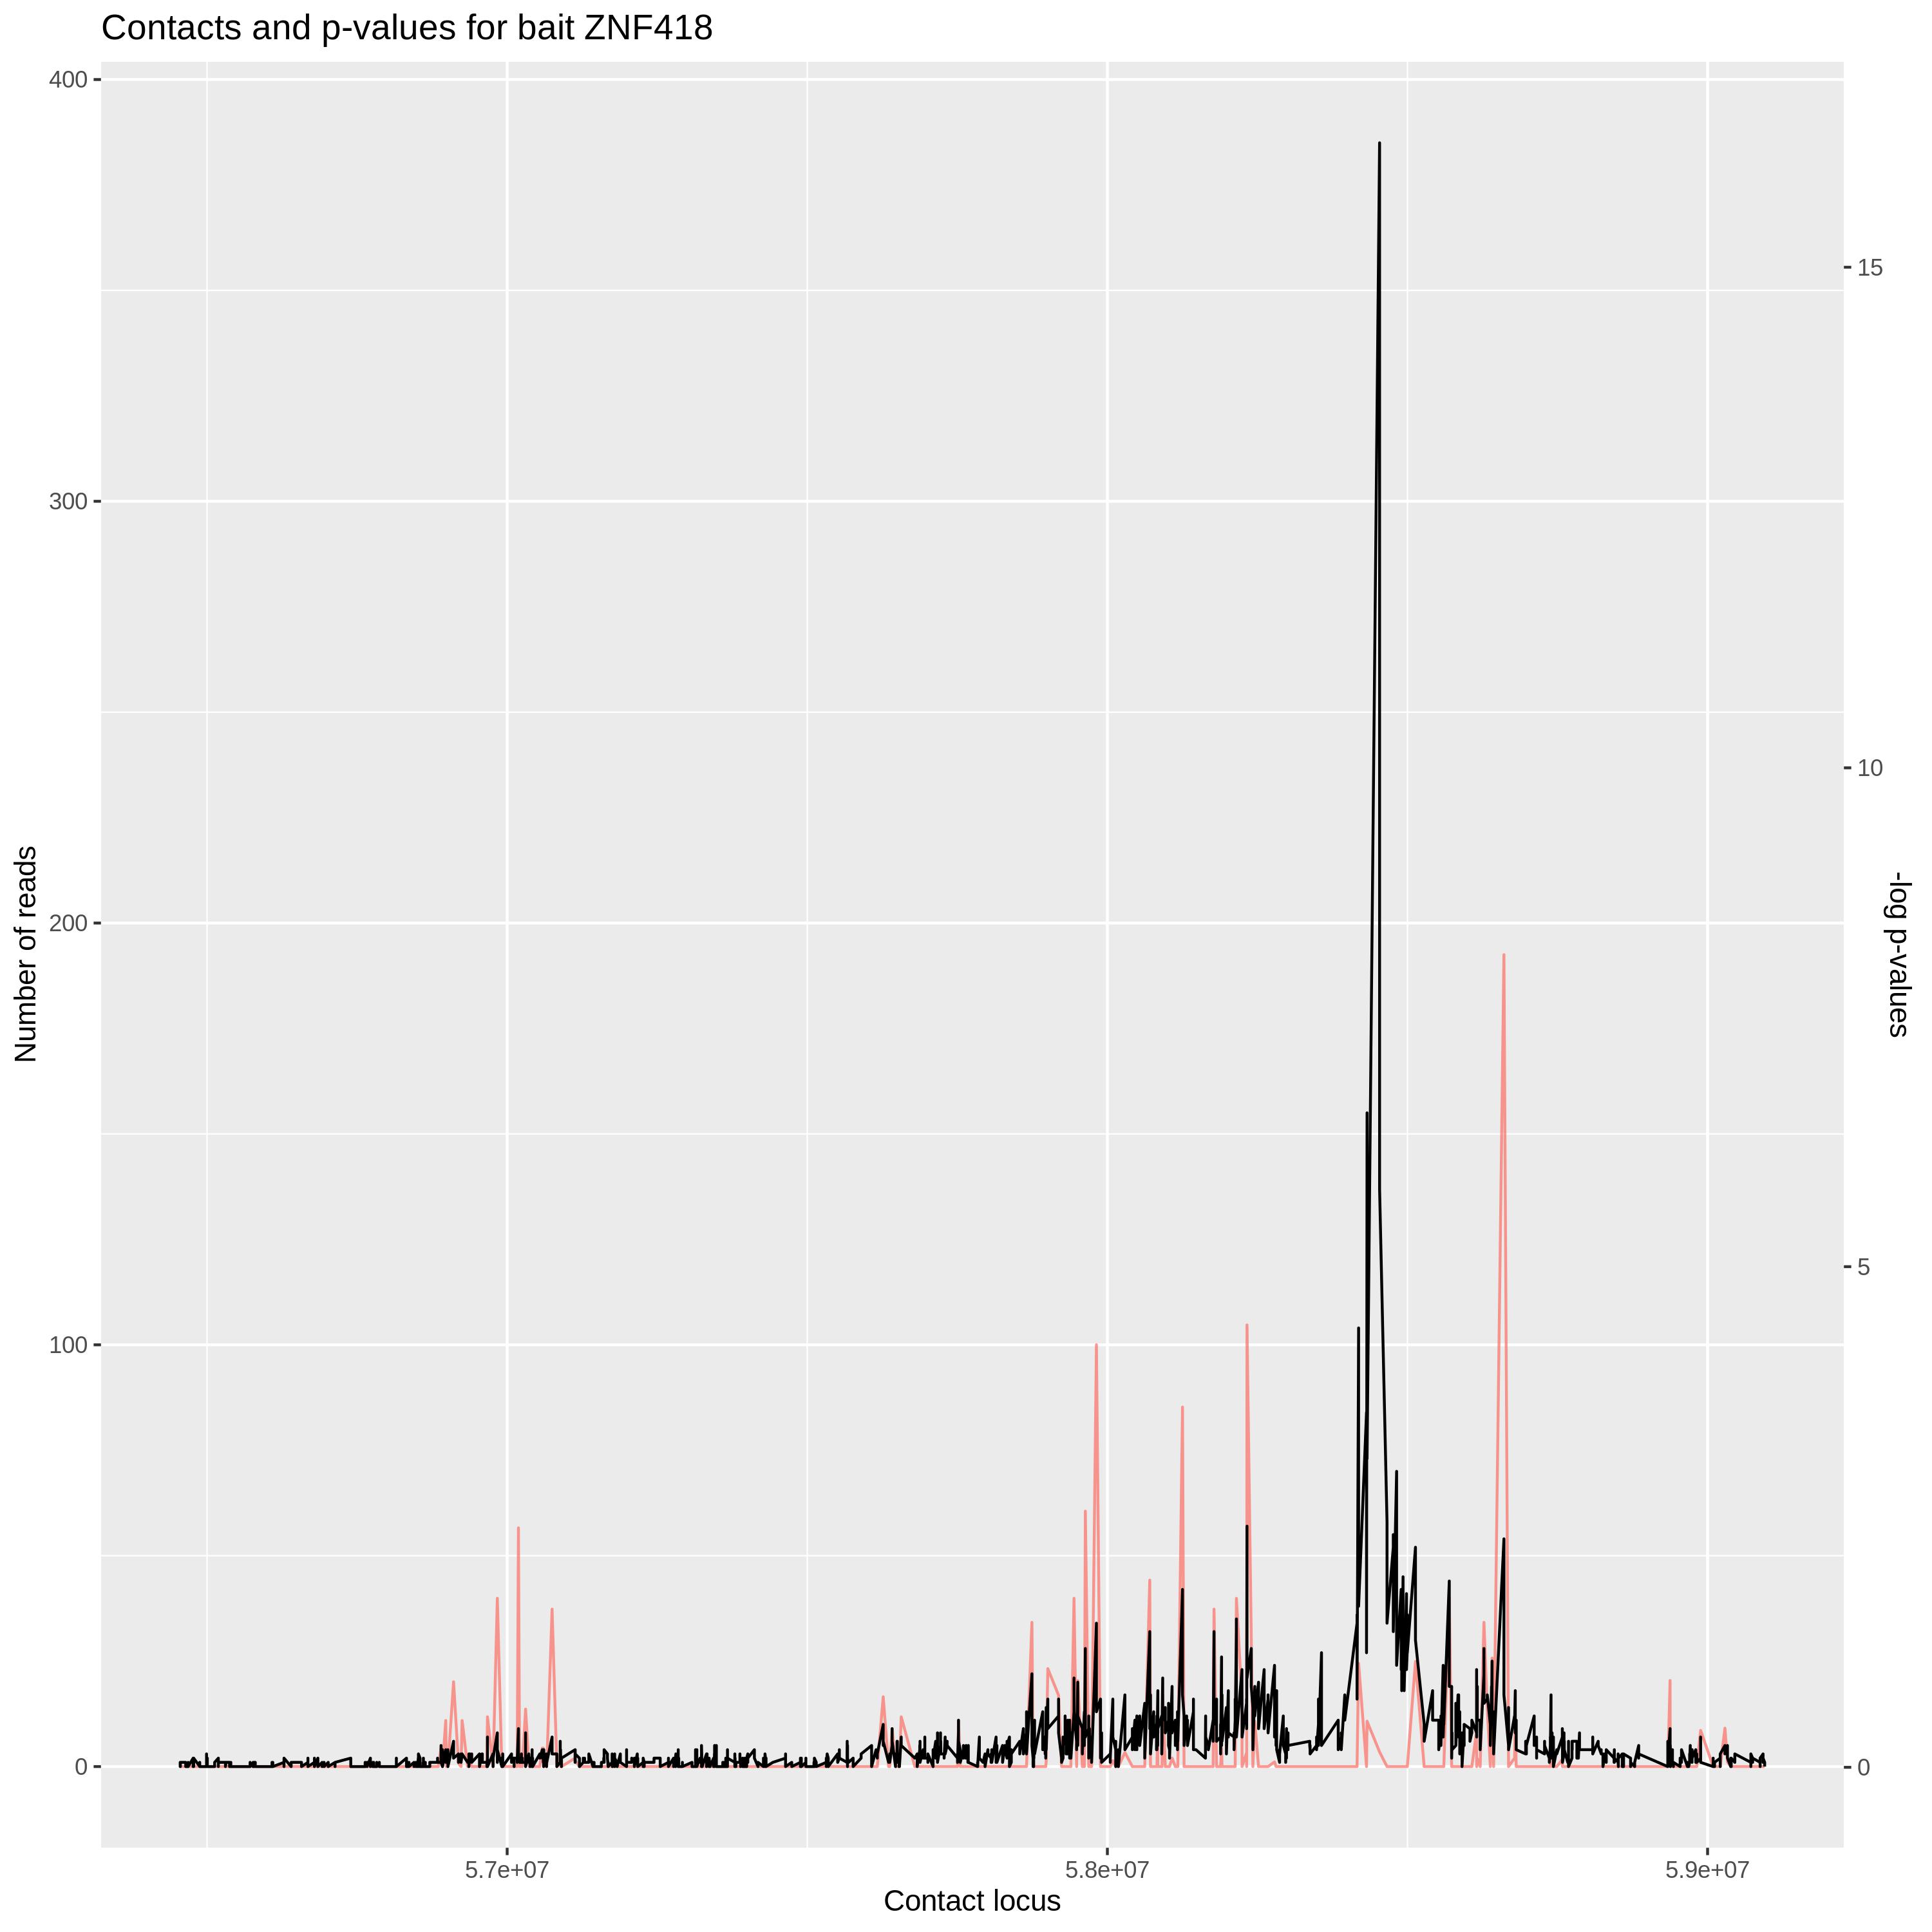 Contacts and p-values for bait ZNF418
400
300
200
100
0
Number of reads
15
10
5
0
-log p-values
5.7e+07
5.8e+07
5.9e+07
Contact locus